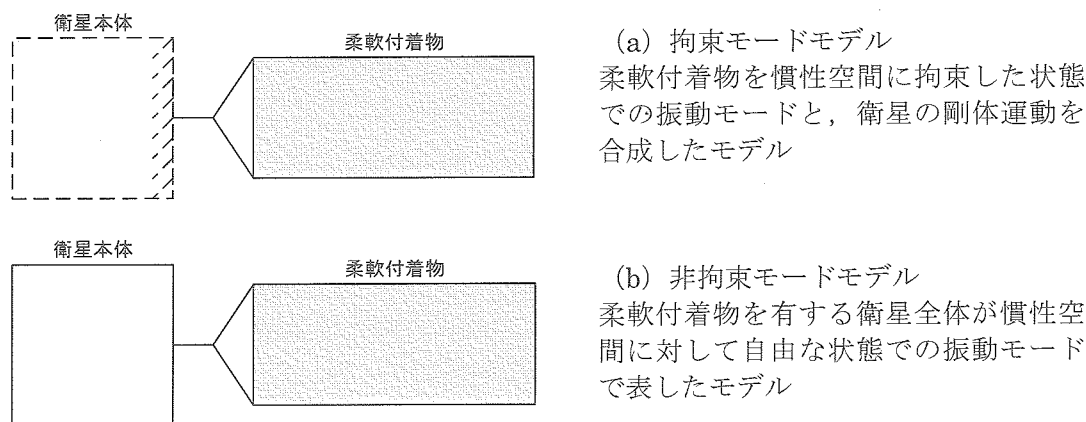 衛星本体
柔軟付着物
(a) 拘束モードモデル
柔軟付着物を慣性空間に拘束した状態
での振動モードと，衛星の剛体運動を
合成したモデル
衛星本体
柔軟付着物
(b) 非拘束モードモデル
柔軟付着物を有する衛星全体が慣性空
間に対して自由な状態での振動モード
で表したモデル